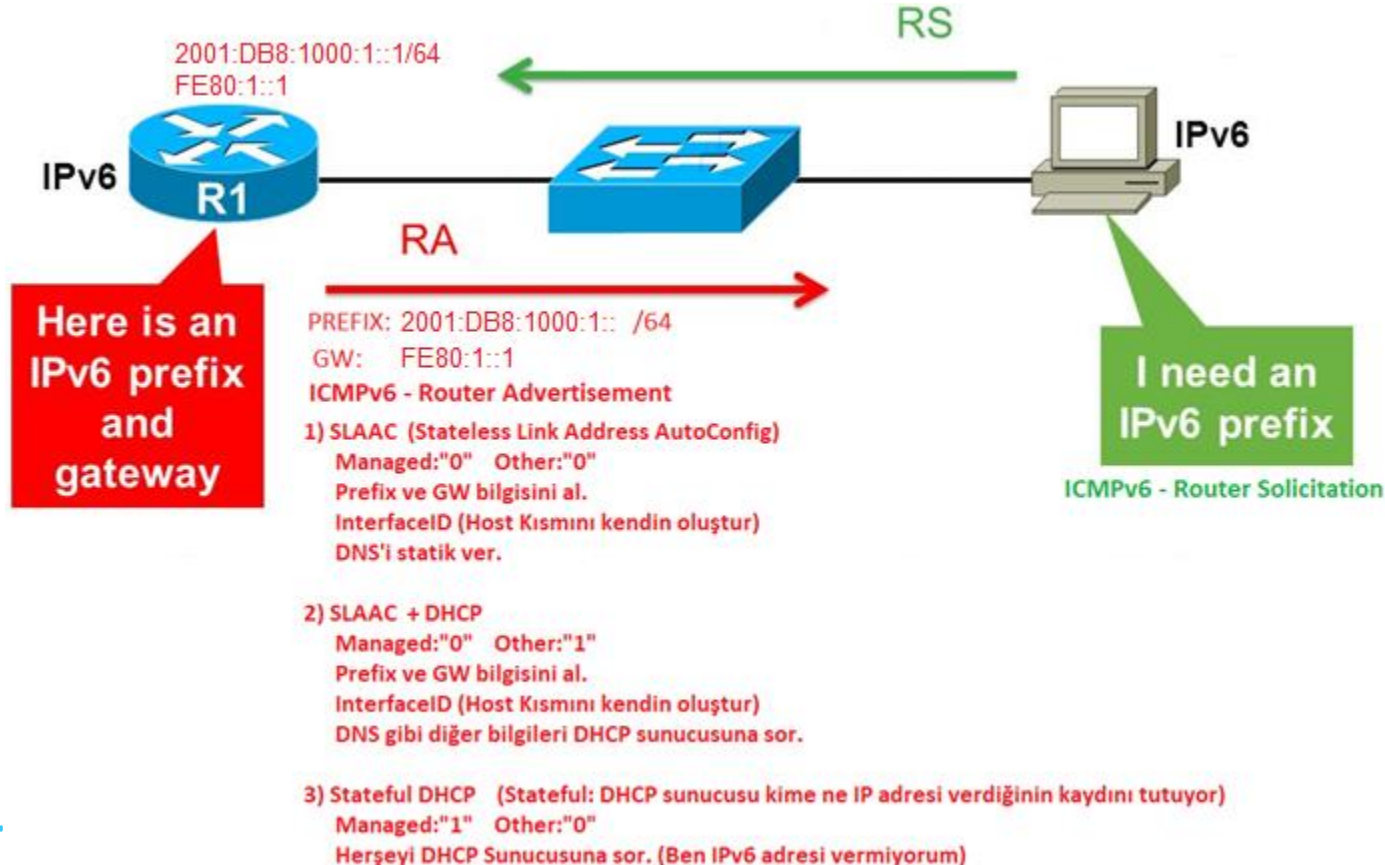 RS
2001:DB8:1000:1::1/64
FE80:1::1
IPv6
R1
IPv6
RA
Here is an
IPv6 prefix
and
gateway
PREFIX: 2001:DB8:1000:1:: /64
GW: FE80:1::1
ICMPv6 - Router Advertisement
I need an
IPv6 prefix
ICMPv6 - Router Solicitation
1) SLAAC (Stateless Link Address AutoConfig)
Managed:"0" Other:"0"
Prefix ve GW bilgisini al.
InterfaceID (Host Kısmını kendin oluştur)
DNS'i statik ver.
2) SLAAC + DHCP
Managed:"0" Other:"1"
Prefix ve GW bilgisini al.
InterfaceID (Host Kısmını kendin oluştur)
DNS gibi diğer bilgileri DHCP sunucusuna sor.
3) Stateful DHCP (Stateful: DHCP sunucusu kime ne IP adresi verdiğinin kaydını tutuyor)
Managed:"1" Other:"0"
Herşeyi DHCP Sunucusuna sor. (Ben IPv6 adresi vermiyorum)